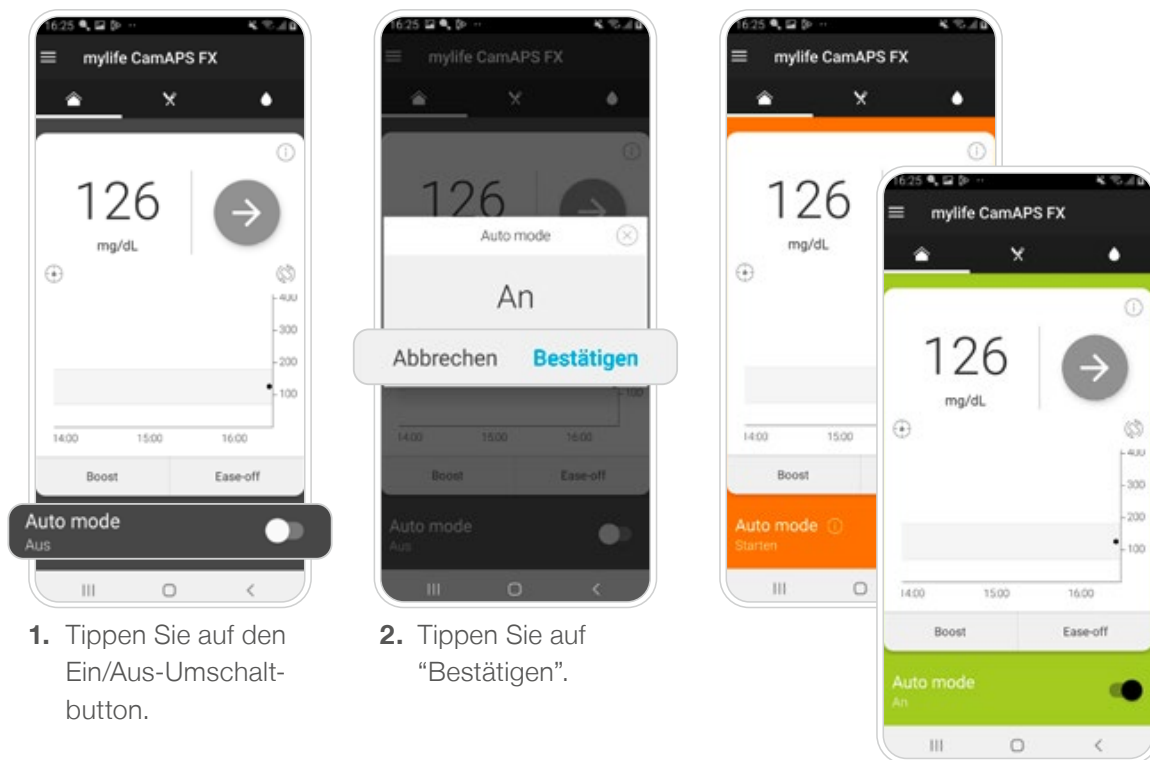 16:25
mylife CamAPS FX
126
mg/dL
400
300
200
100
14:00 15:00 16:00
Boost Ease-off
Auto mode
Aus
1. Tippen Sie auf den
Ein/Aus-Umschalt-
button.
16:25
mylife CamAPS FX
126
Auto mode
An
Abbrechen Bestätigen
100
14:00 15:00 16:00
Boost Ease-off
Auto mode
Aus
2. Tippen Sie auf
“Bestätigen”.
16:25
mylife CamAPS FX
126
mg/dL
14:00 15:00
Boost
Auto mode
Starten
16:25
mylife CamAPS FX
126
mg/dL
400
300
200
100
14:00 15:00 16:00
Boost Ease-off
Auto mode
An